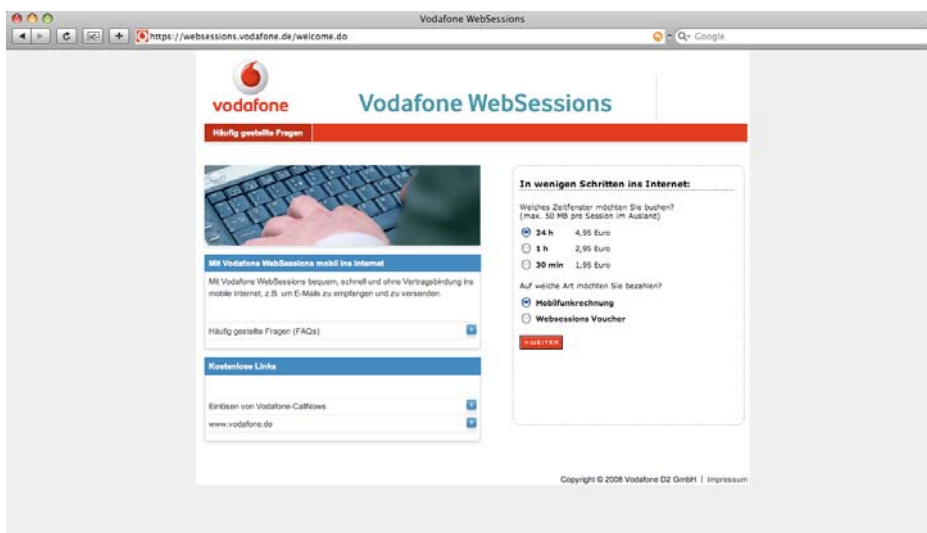 Vodafone WebSessions
https://websessions.vodafone.de/welcome.do
Google
vodafone
Vodafone WebSessions
Häufig gestellte Fragen
Mit Vodafone WebSessions mobil ins Internet
Mit Vodafone WebSessions bequem, schnell und ohne Vertragsbindung ins
mobile Internet, z.B. um E-Mails zu empfangen und zu versenden.
Häufig gestellte Fragen (FAQs)
Kostenlose Links
Einlösen von Vodafone-CallNows
www.vodafone.de
In wenigen Schritten ins Internet:
Welches Zeitfenster möchten Sie buchen?
(max. 50 MB pro Session im Ausland)
24 h 4,95 Euro
1 h 2,95 Euro
30 min 1,95 Euro
Auf welche Art möchten Sie bezahlen?
Mobilfunkrechnung
Websessions Voucher
WEITER
Copyright © 2008 Vodafone D2 GmbH | Impressum